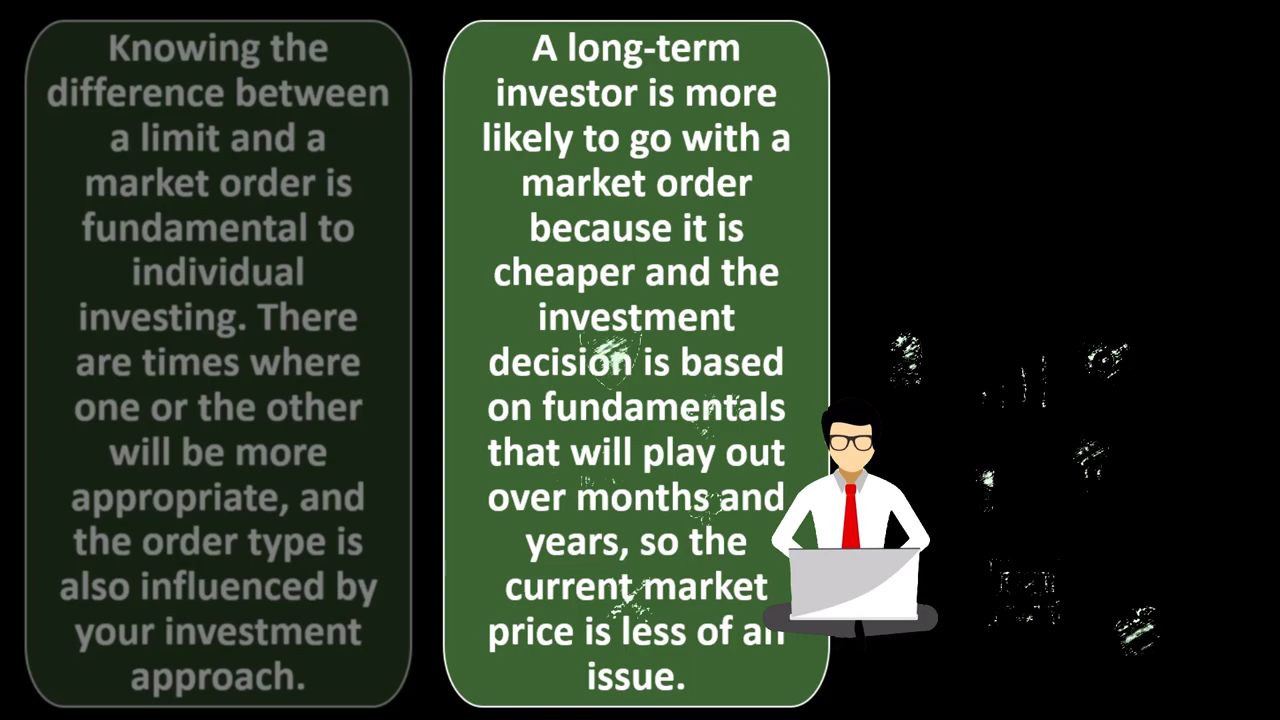 Knowing the
difference between
a limit and a
market order is
fundamental to
individual
investing. There
are times where
one or the other
will be more
appropriate, and
the order type is
also influenced by
your investment
approach.
A long-term
investor is more
likely to go with a
market order
because it is
cheaper and the
investment
decision is based
on fundamentals
that will play out
over months and
years, so the
current market
price is less of an
issue.